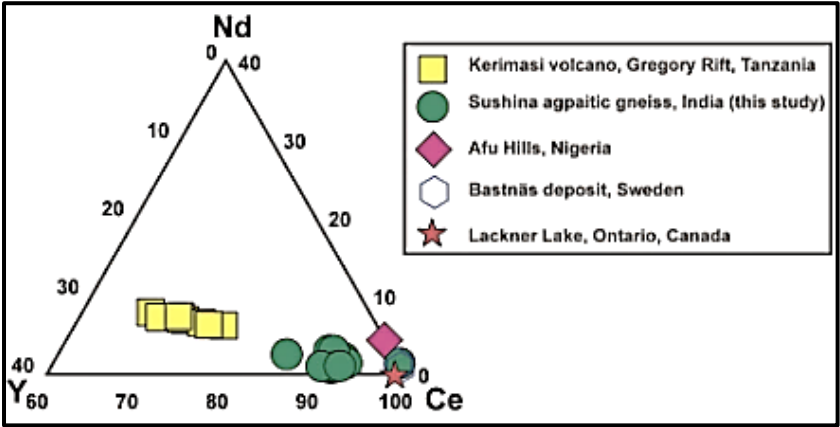 Nd
0 40
10
30
20
20
30
10
40
0
Y
Ce
60 70 80 90 100
Kerimasi volcano, Gregory Rift, Tanzania
Sushina agpaitic gneiss, India (this study)
Afu Hills, Nigeria
Bastnäs deposit, Sweden
Lackner Lake, Ontario, Canada